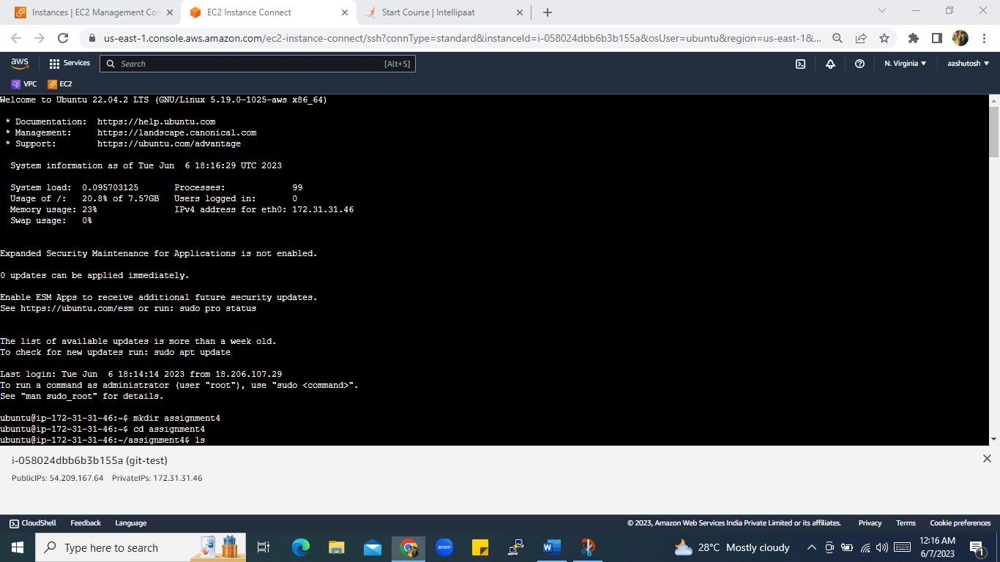 Instances | EC2 Management Con
EC2 Instance Connect
Start Course | Intellipaat
us-east-1.console.aws.amazon.com/ec2-instance-connect/ssh?connType=standard&instanceId=i-058024dbb6b3b155a&osUser=ubuntu&region=us-east-1&...
aws
Services
Search
[Alt+S]
N. Virginia
aashutosh
VPC
EC2
Welcome to Ubuntu 22.04.2 LTS (GNU/Linux 5.19.0-1025-aws x86_64)
* Documentation:  https://help.ubuntu.com
* Management:     https://landscape.canonical.com
* Support:        https://ubuntu.com/advantage
System information as of Tue Jun  6 18:16:29 UTC 2023
System load:  0.095703125       Processes:             99
Usage of /:   20.8% of 7.57GB   Users logged in:       0
Memory usage: 23%               IPv4 address for eth0: 172.31.31.46
Swap usage:   0%
Expanded Security Maintenance for Applications is not enabled.
0 updates can be applied immediately.
Enable ESM Apps to receive additional future security updates.
See https://ubuntu.com/esm or run: sudo pro status
The list of available updates is more than a week old.
To check for new updates run: sudo apt update
Last login: Tue Jun  6 18:14:14 2023 from 18.206.107.29
To run a command as administrator (user "root"), use "sudo <command>".
See "man sudo_root" for details.
ubuntu@ip-172-31-31-46:~$ mkdir assignment4
ubuntu@ip-172-31-31-46:~$ cd assignment4
ubuntu@ip-172-31-31-46:~/assignment4$ ls
i-058024dbb6b3b155a (git-test)
PublicIPs: 54.209.167.64    PrivateIPs: 172.31.31.46
CloudShell
Feedback
Language
© 2023, Amazon Web Services India Private Limited or its affiliates.
Privacy
Terms
Cookie preferences
Type here to search
zoom
28°C  Mostly cloudy
12:16 AM
6/7/2023
1